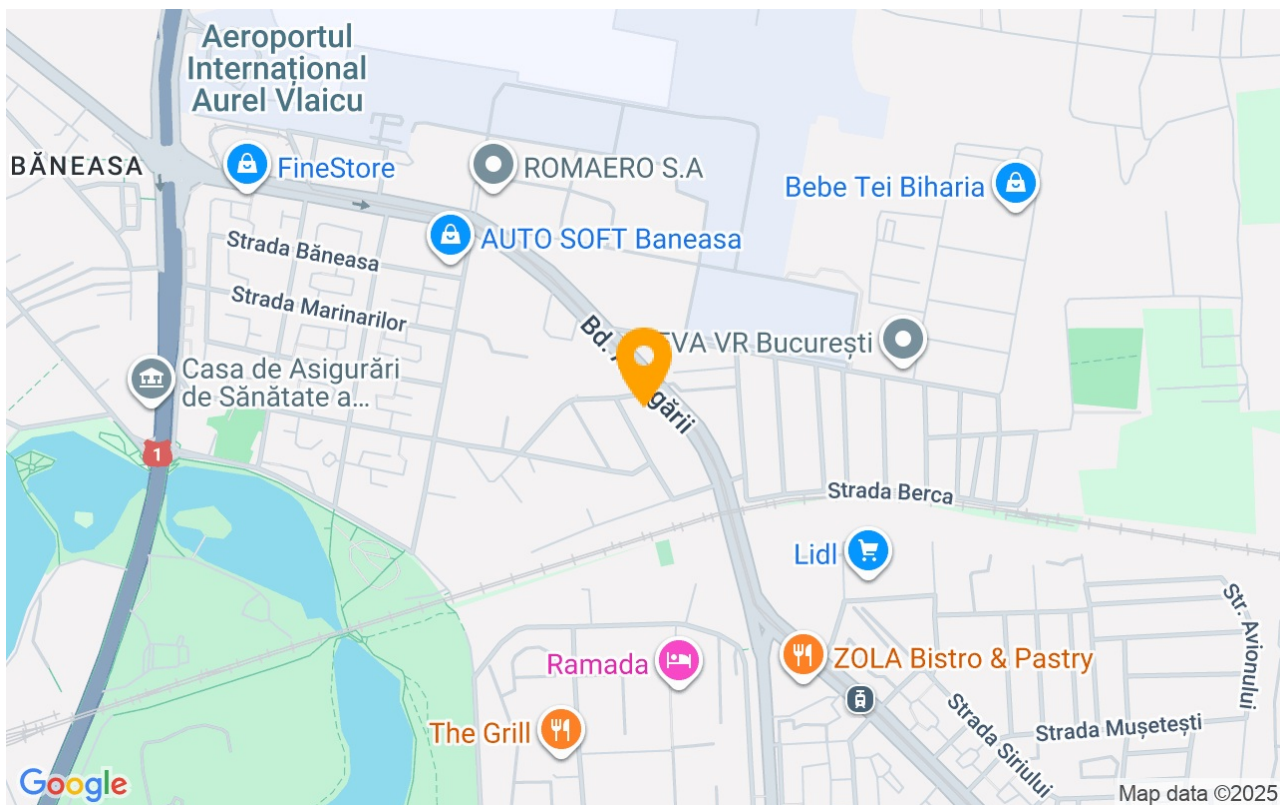 Aeroportul
Internațional
Aurel Vlaicu
BĂNEASA
FineStore
ROMAERO S.A
Bebe Tei Biharia
AUTO SOFT Baneasa
Strada Băneasa
Strada Marinarilor
Bd.
VR București
Casa de Asigurări
de Sănătate a...
1
Strada Berca
Lidl
Ramada
ZOLA Bistro & Pastry
The Grill
Str. Avionului
Strada Siriului
Strada Mușetești
Google
Map data ©2025